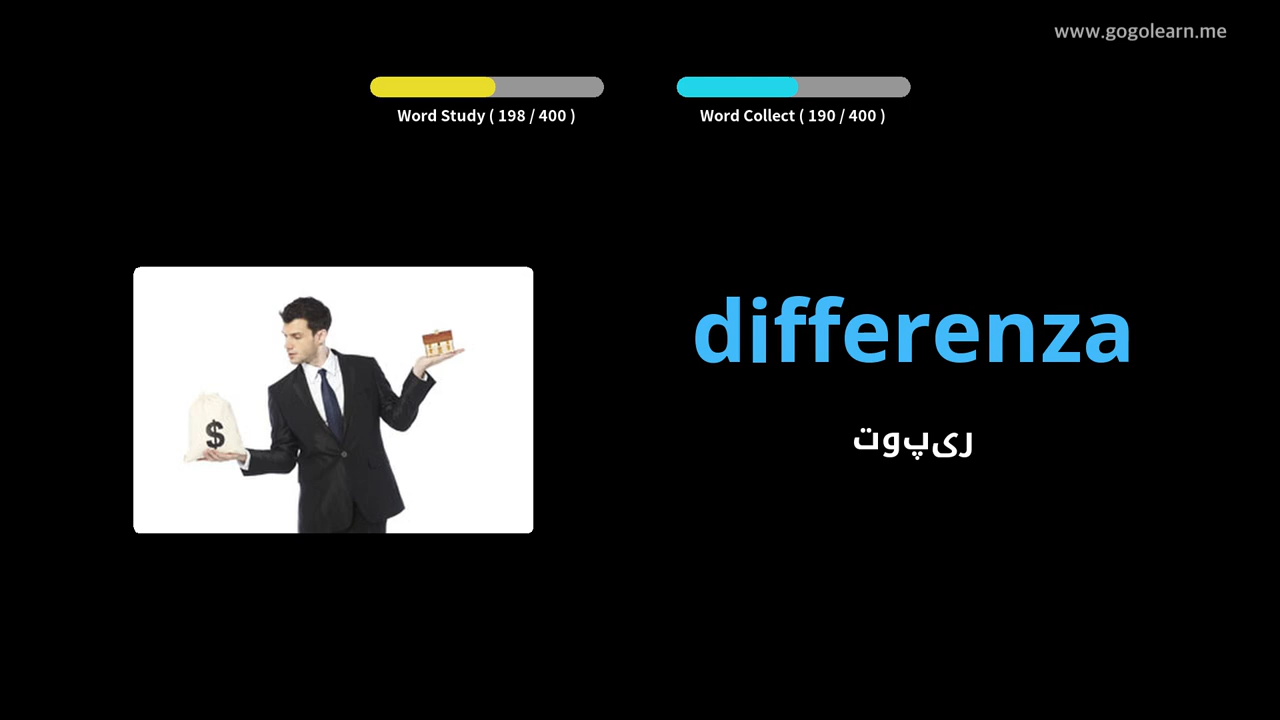 www.gogolearn.me
Word Study ( 198 / 400 )
Word Collect ( 190 / 400 )
differenza
ریپوت
$